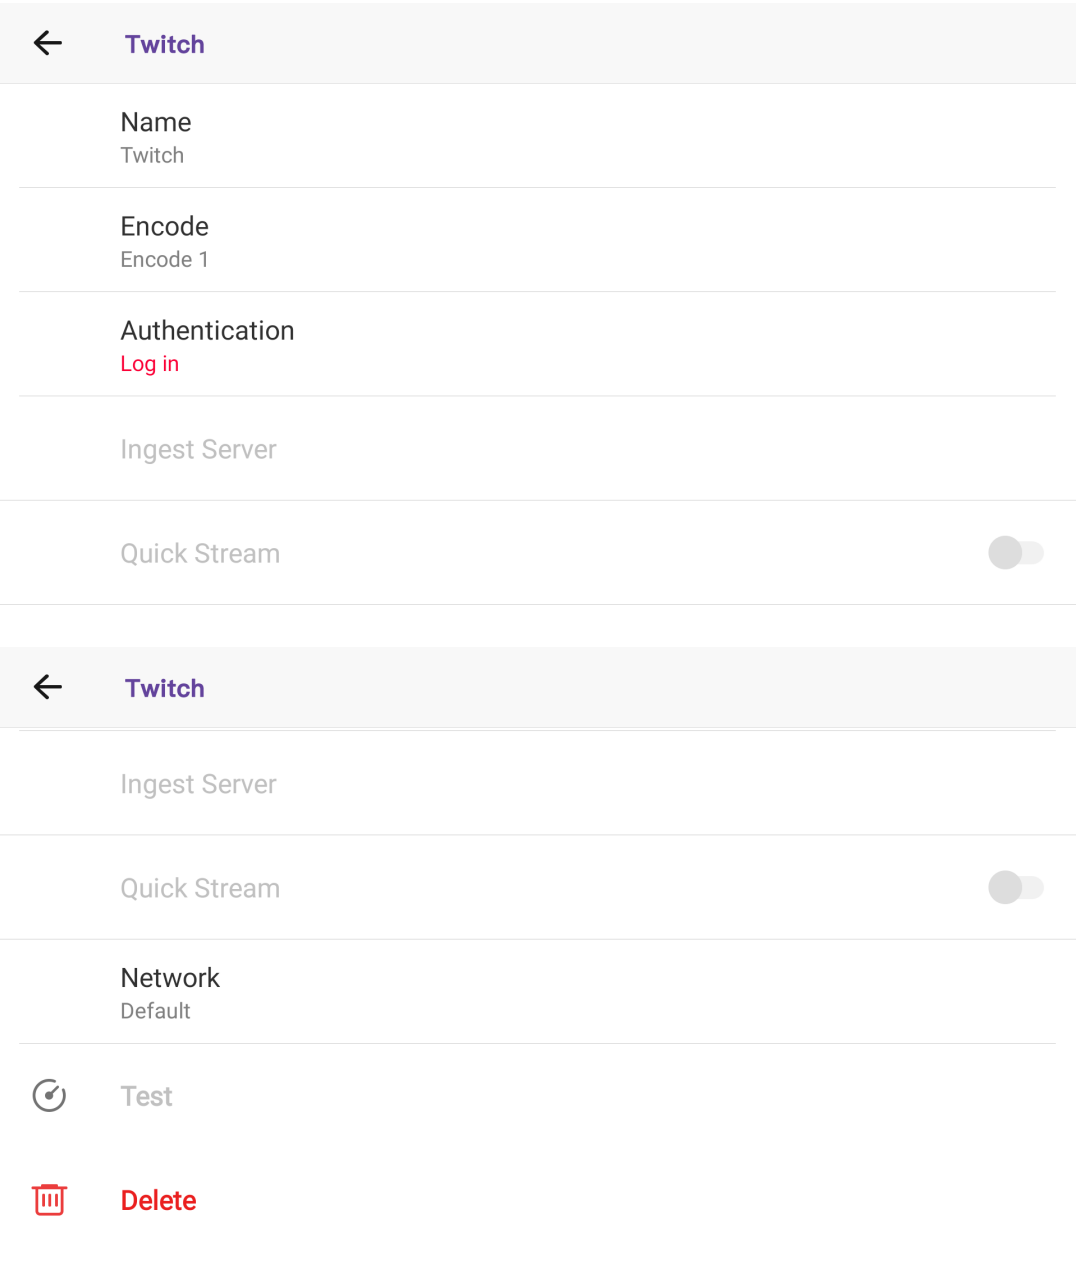 Twitch
Name
Twitch
Encode
Encode 1
Authentication
Log in
Ingest Server
Quick Stream
Twitch
Ingest Server
Quick Stream
Network
Default
Test
Delete